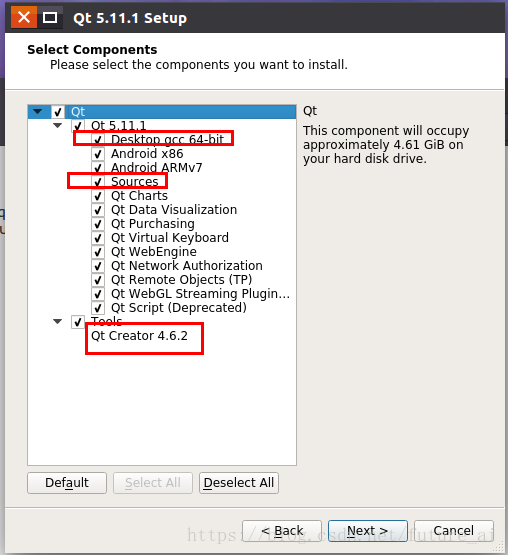 Qt 5.11.1 Setup
Select Components
Please select the components you want to install.
Qt
Qt 5.11.1
Desktop gcc 64-bit
Android x86
Android ARMv7
Sources
Qt Charts
Qt Data Visualization
Qt Purchasing
Qt Virtual Keyboard
Qt WebEngine
Qt Network Authorization
Qt Remote Objects (TP)
Qt WebGL Streaming Plugin...
Qt Script (Deprecated)
Tools
Qt Creator 4.6.2
Qt
This component will occupy
approximately 4.61 GiB on
your hard disk drive.
Default
Select All
Deselect All
https://blog.csdn.net/future_ai
< Back
Next >
Cancel